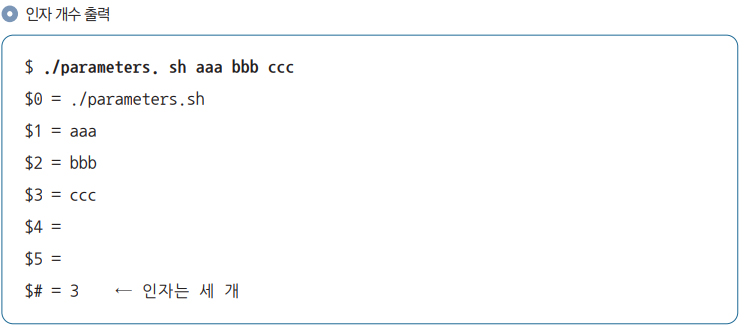 인자 개수 출력
$ ./parameters. sh aaa bbb ccc
$0 = ./parameters.sh
$1 = aaa
$2 = bbb
$3 = ccc
$4 =
$5 =
$# = 3 ← 인자는 세 개